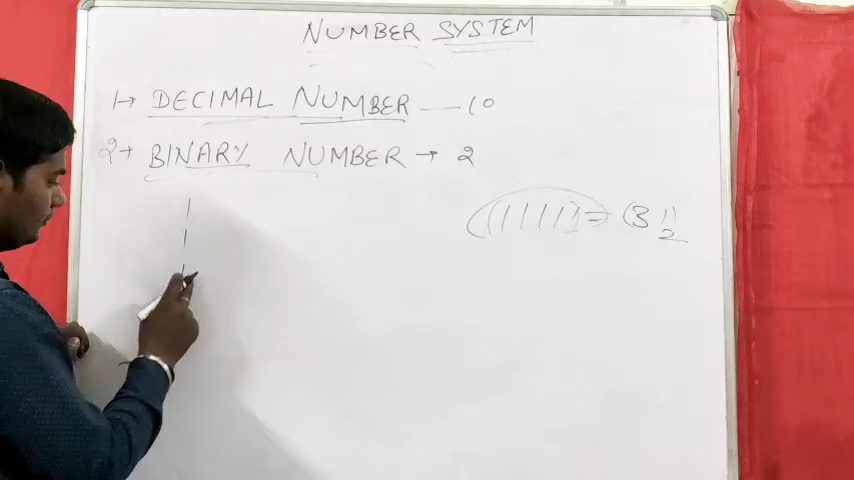 NUMBER SYSTEM
1→ DECIMAL NUMBER — 10
2→ BINARY NUMBER → 2